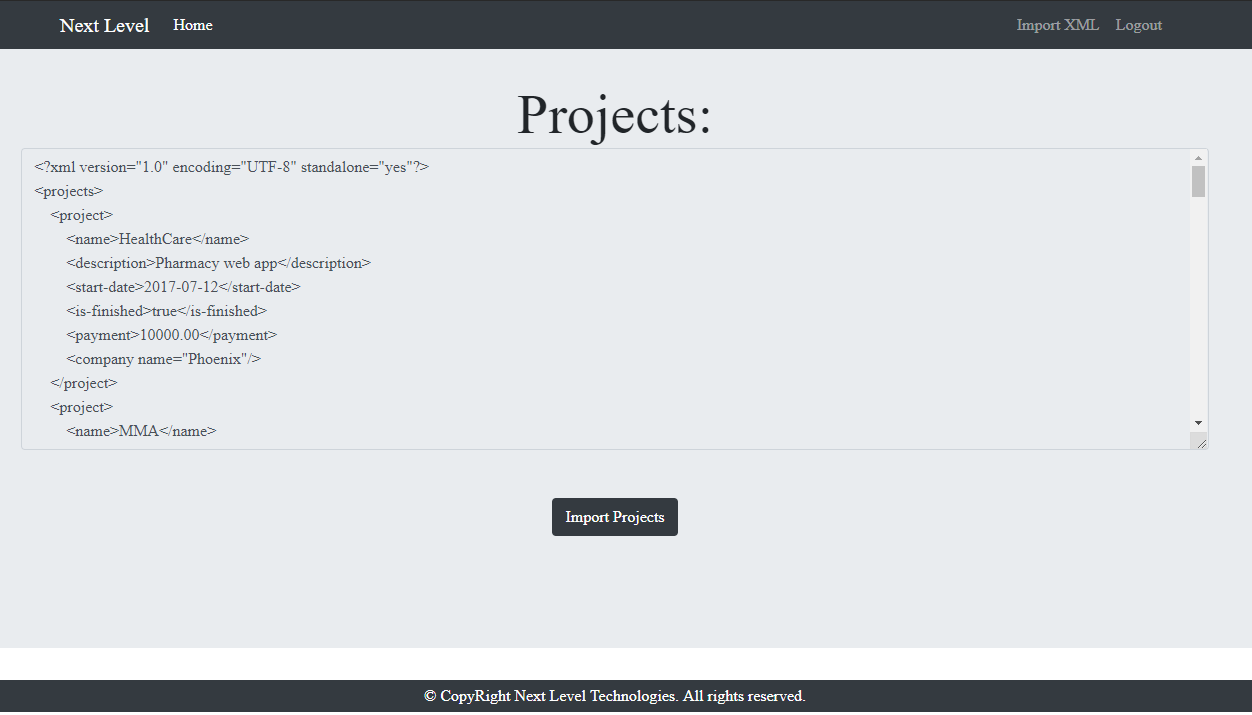 Next Level Home Import XML Logout
Projects:
<?xml version="1.0" encoding="UTF-8" standalone="yes"?>
<projects>
<project>
<name>HealthCare</name>
<description>Pharmacy web app</description>
<start-date>2017-07-12</start-date>
<is-finished>true</is-finished>
<payment>10000.00</payment>
<company name="Phoenix"/>
</project>
<project>
<name>MMA</name>
Import Projects
© CopyRight Next Level Technologies. All rights reserved.